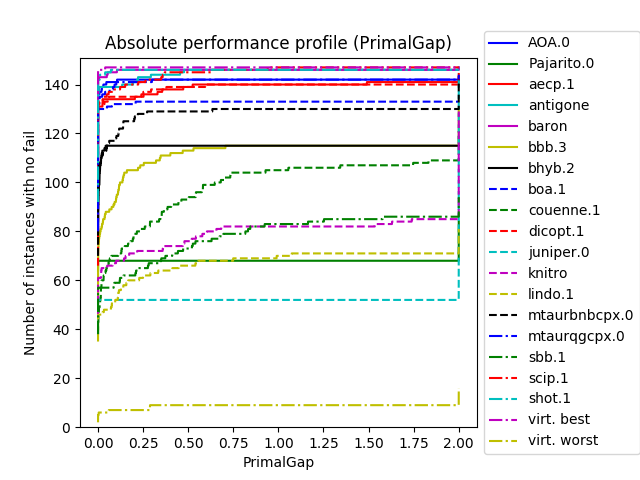 Absolute performance profile (PrimalGap)
Number of instances with no fail
140
120
100
80
60
40
20
0
0.00 0.25 0.50 0.75 1.00 1.25 1.50 1.75 2.00
PrimalGap
AOA.0
Pajarito.0
aecp.1
antigone
baron
bbb.3
bhyb.2
boa.1
couenne.1
dicopt.1
juniper.0
knitro
lindo.1
mtaurbnbcpx.0
mtaurqgcpx.0
sbb.1
scip.1
shot.1
virt. best
virt. worst